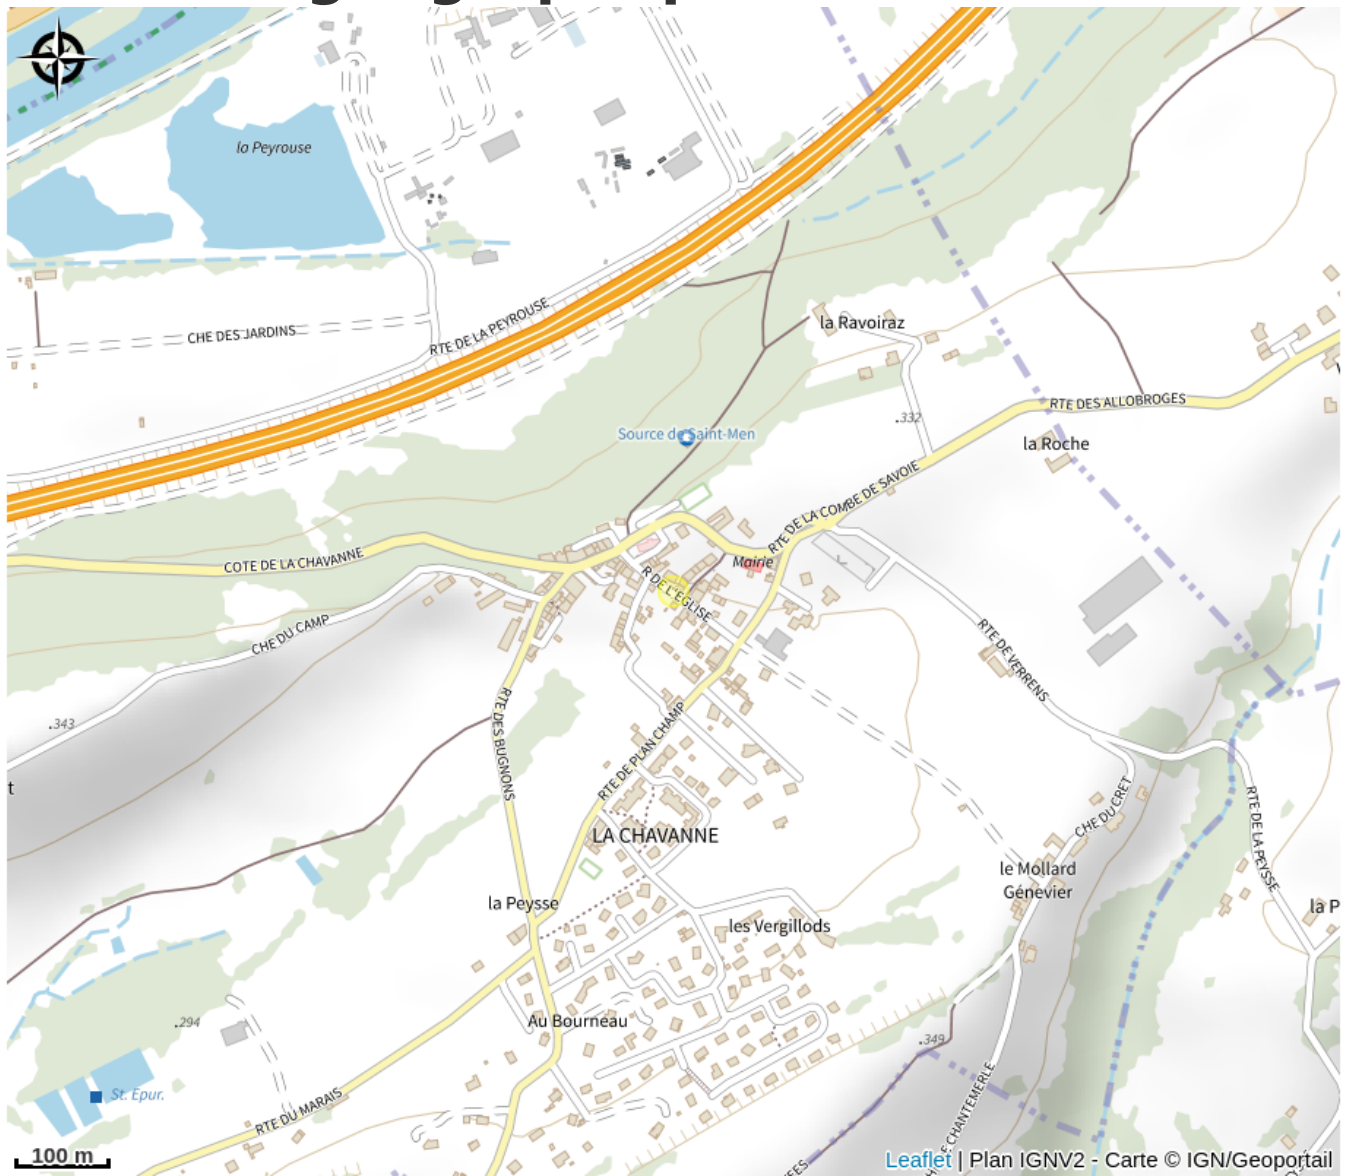 la Peyrouse
CHE DES JARDINS
RTE DE LA PEYROUSE
la Ravoiraz
.332
RTE DES ALLOBROGES
la Roche
Source de Saint-Men
RTE DE LA COMBE DE SAVOIE
COTE DE LA CHAVANNE
Mairie
R DE L'EGLISE
CHE DU CAMP
RTE DE VERRENS
.343
RTE DES BUGNONS
RTE DE PLAN CHAMP
t
LA CHAVANNE
CHE DU CRET
RTE DE LA PEYSSE
le Mollard
Génevier
la Peysse
la P
les Vergillods
Au Bourneau
.294
.349
St. Epur.
RTE DU MARAIS
E CHANTEMERLE
EES
100 m
Leaflet | Plan IGNV2 - Carte © IGN/Geoportail